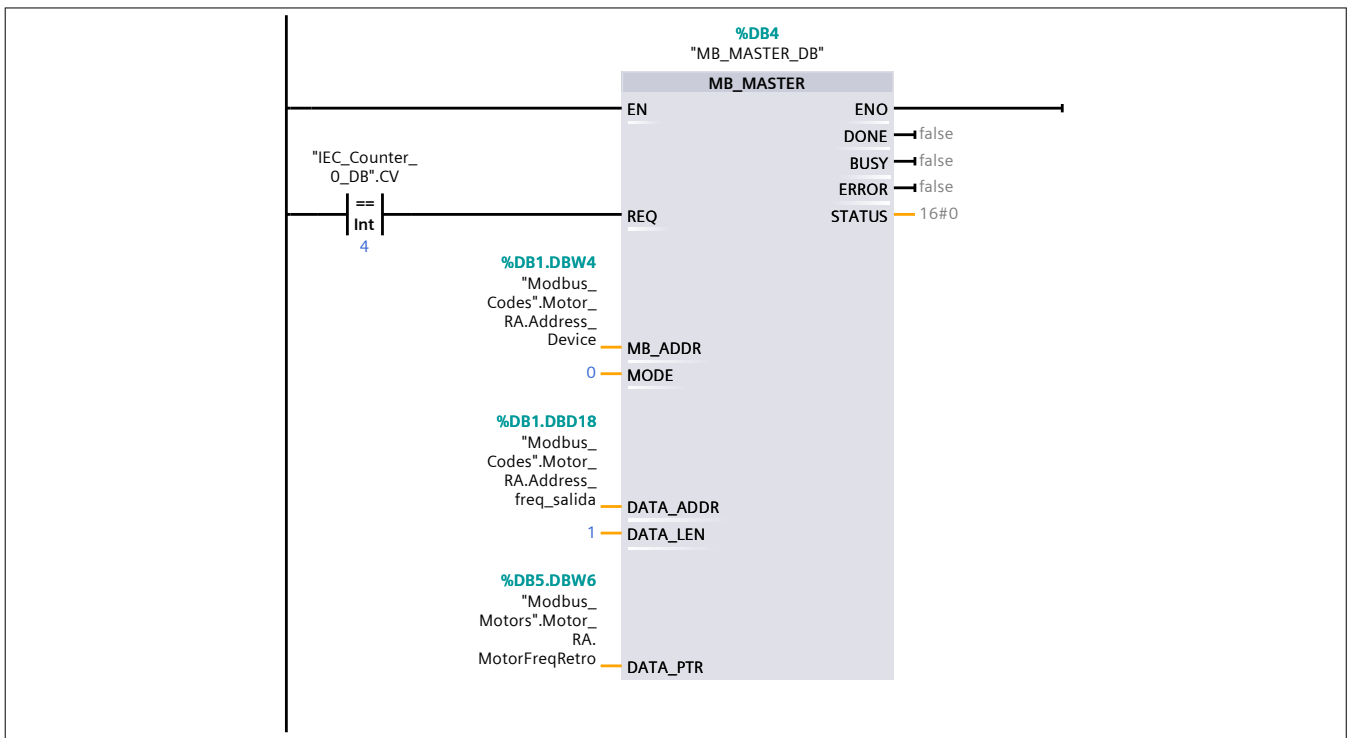 %DB4
"MB_MASTER_DB"
MB_MASTER
EN
ENO
DONE
false
BUSY
false
ERROR
false
"IEC_Counter_
0_DB".CV
==
Int
4
REQ
STATUS
16#0
%DB1.DBW4
"Modbus_
Codes".Motor_
RA.Address_
Device
MB_ADDR
0
MODE
%DB1.DBD18
"Modbus_
Codes".Motor_
RA.Address_
freq_salida
DATA_ADDR
1
DATA_LEN
%DB5.DBW6
"Modbus_
Motors".Motor_
RA.
MotorFreqRetro
DATA_PTR